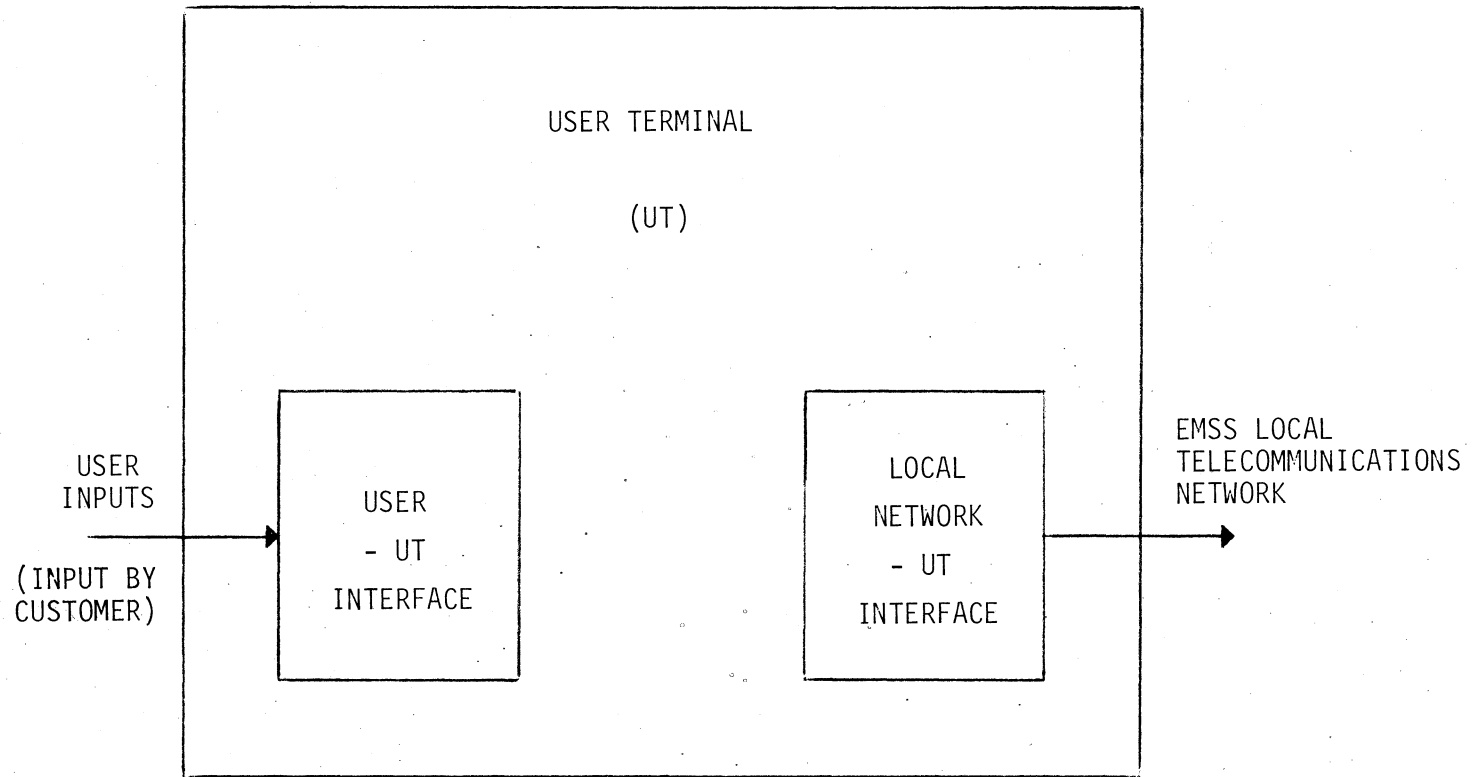 USER TERMINAL
(UT)
USER
INPUTS
(INPUT BY
CUSTOMER)
USER
- UT
INTERFACE
LOCAL
NETWORK
- UT
INTERFACE
EMSS LOCAL
TELECOMMUNICATIONS
NETWORK